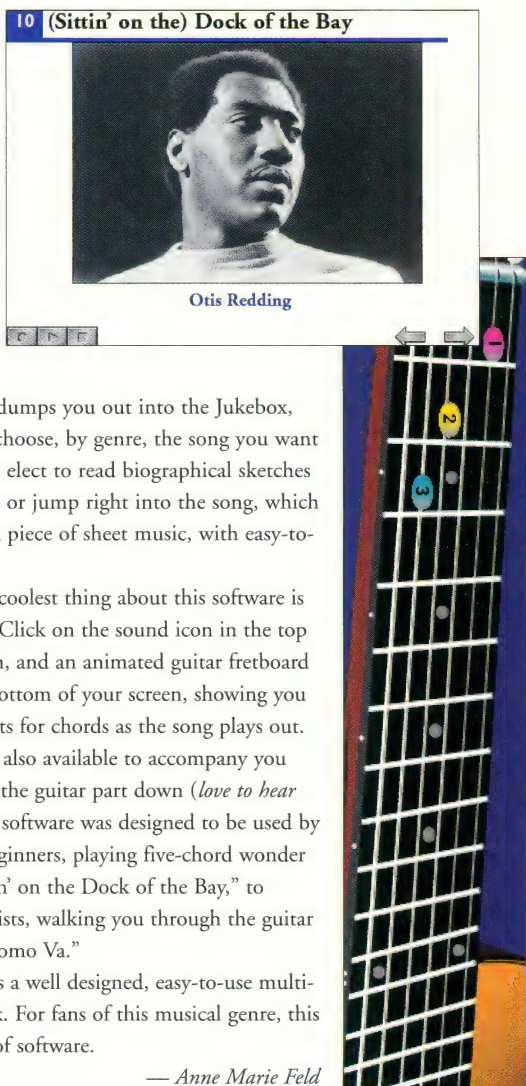 10 (Sittin’ on the) Dock of the Bay
Otis Redding
1
2
3
dumps you out into the Jukebox,
choose, by genre, the song you want
elect to read biographical sketches
or jump right into the song, which
piece of sheet music, with easy-to-
coolest thing about this software is
Click on the sound icon in the top
, and an animated guitar fretboard
ottom of your screen, showing you
ts for chords as the song plays out.
also available to accompany you
the guitar part down (love to hear
software was designed to be used by
ginners, playing five-chord wonder
n’ on the Dock of the Bay,” to
ists, walking you through the guitar
omo Va.”
s a well designed, easy-to-use multi-
k. For fans of this musical genre, this
of software.
— Anne Marie Feld